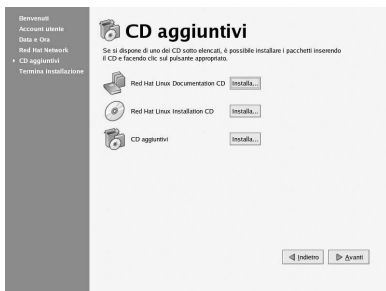 Benvenuti
Account utente
Data e Ora
Red Hat Network
CD aggiuntivi
Termina installazione
CD aggiuntivi
Se si dispone di uno dei CD sotto elencati, è possibile installare i pacchetti inserendo
il CD e facendo clic sul pulsante appropriato.
Red Hat Linux Documentation CD Installa...
Red Hat Linux Installation CD Installa...
CD aggiuntivi Installa...
Indietro Avanti